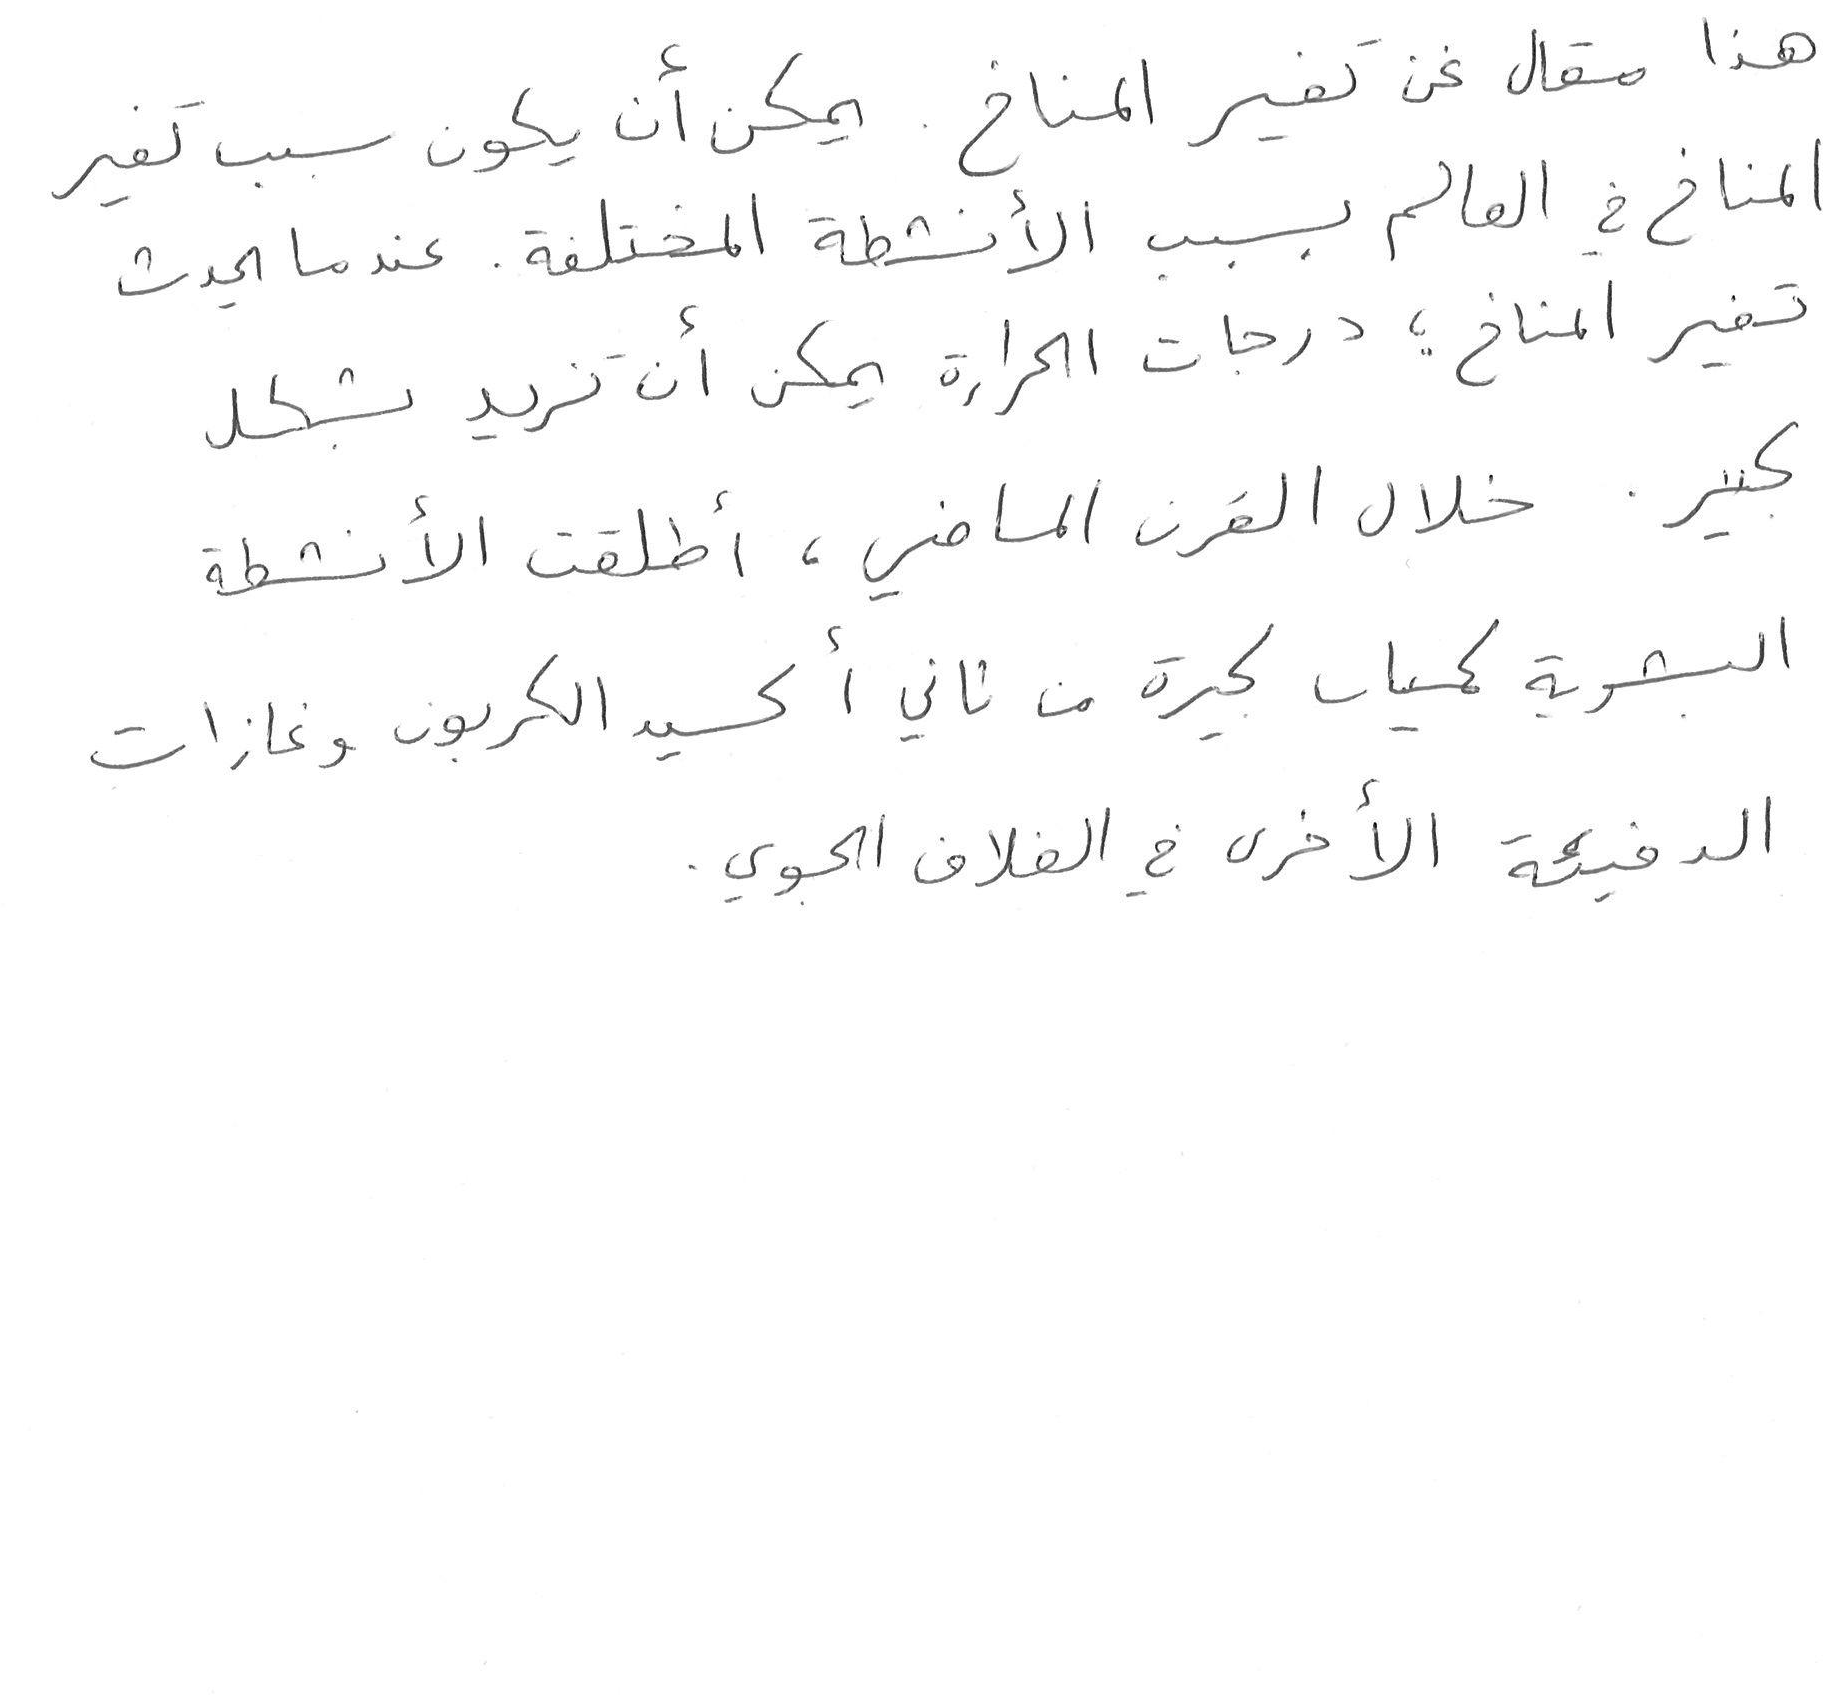 هذا مقال عن تغير المناخ. يمكن أن يكون سبب تغير
المناخ في العالم بسبب الأنشطة المختلفة. عندما يحدث
تغير المناخ؛ درجات الحرارة يمكن أن تزيد بشكل
كبير. خلال القرن الماضي، أطلقت الأنشطة
البشرية كميات كبيرة من ثاني أكسيد الكربون وغازات
الدفيئة الأخرى في الغلاف الجوي.